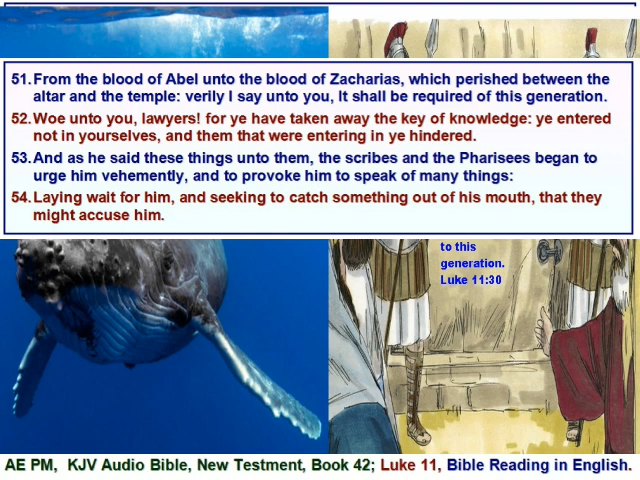 51. From the blood of Abel unto the blood of Zacharias, which perished between the
altar and the temple: verily I say unto you, It shall be required of this generation.
52. Woe unto you, lawyers! for ye have taken away the key of knowledge: ye entered
not in yourselves, and them that were entering in ye hindered.
53. And as he said these things unto them, the scribes and the Pharisees began to
urge him vehemently, and to provoke him to speak of many things:
54. Laying wait for him, and seeking to catch something out of his mouth, that they
might accuse him.
to this
generation.
Luke 11:30
AE PM, KJV Audio Bible, New Testment, Book 42; Luke 11, Bible Reading in English.